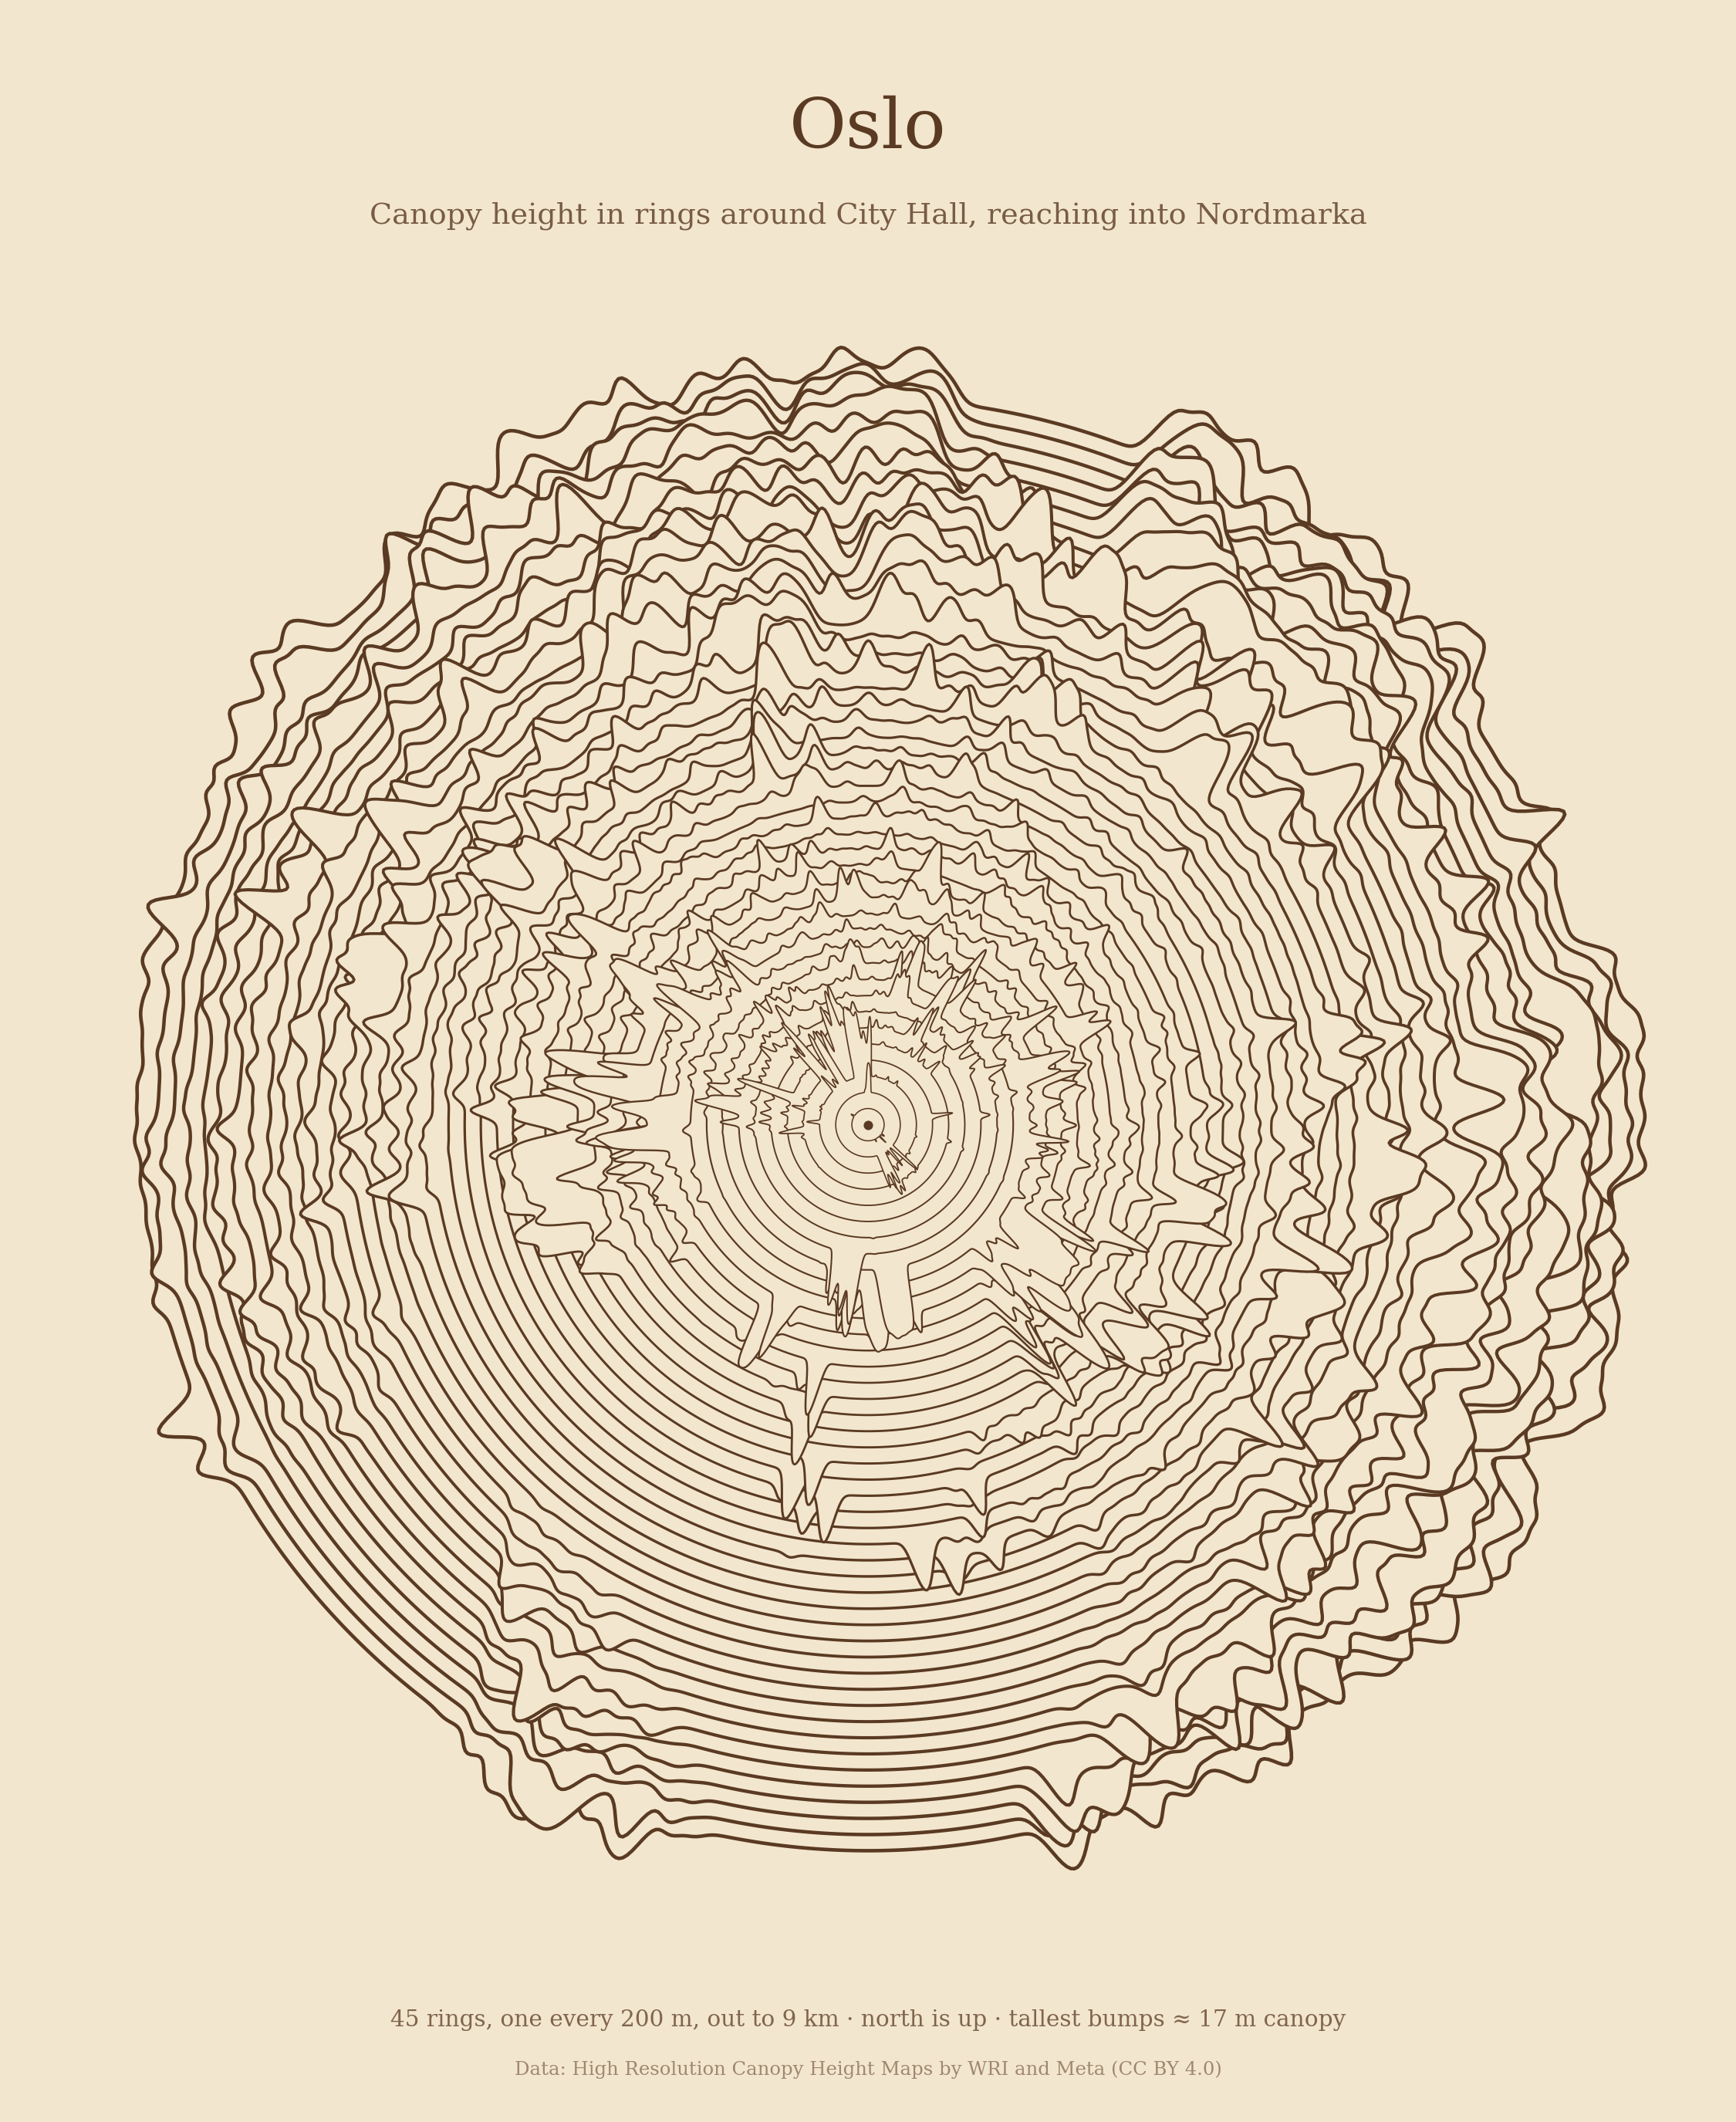 Oslo
Canopy height in rings around City Hall, reaching into Nordmarka
45 rings, one every 200 m, out to 9 km · north is up · tallest bumps ≈ 17 m canopy
Data: High Resolution Canopy Height Maps by WRI and Meta (CC BY 4.0)